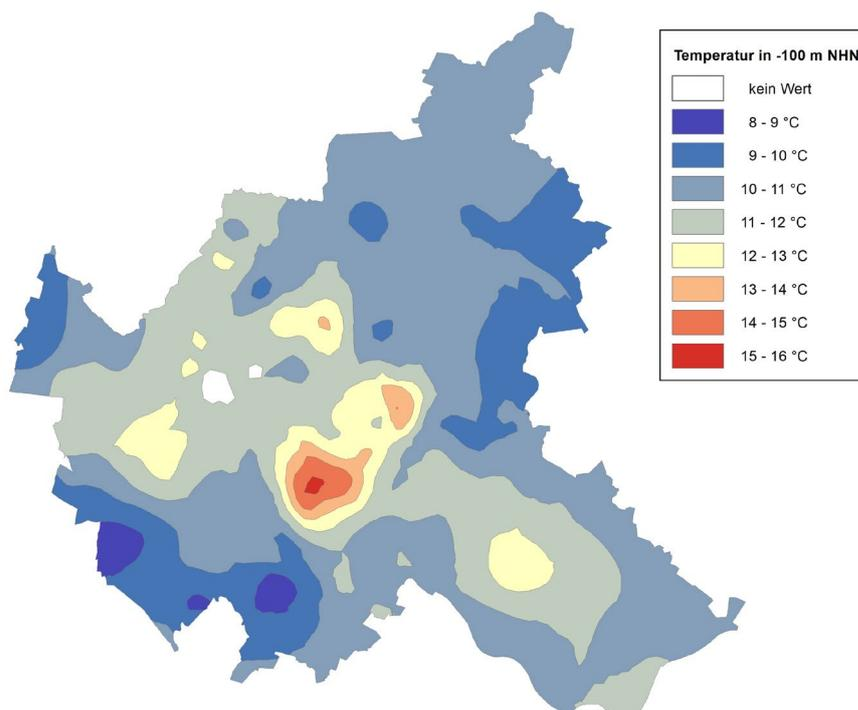 Temperatur in -100 m NHN
kein Wert
8 - 9 °C
9 - 10 °C
10 - 11 °C
11 - 12 °C
12 - 13 °C
13 - 14 °C
14 - 15 °C
15 - 16 °C